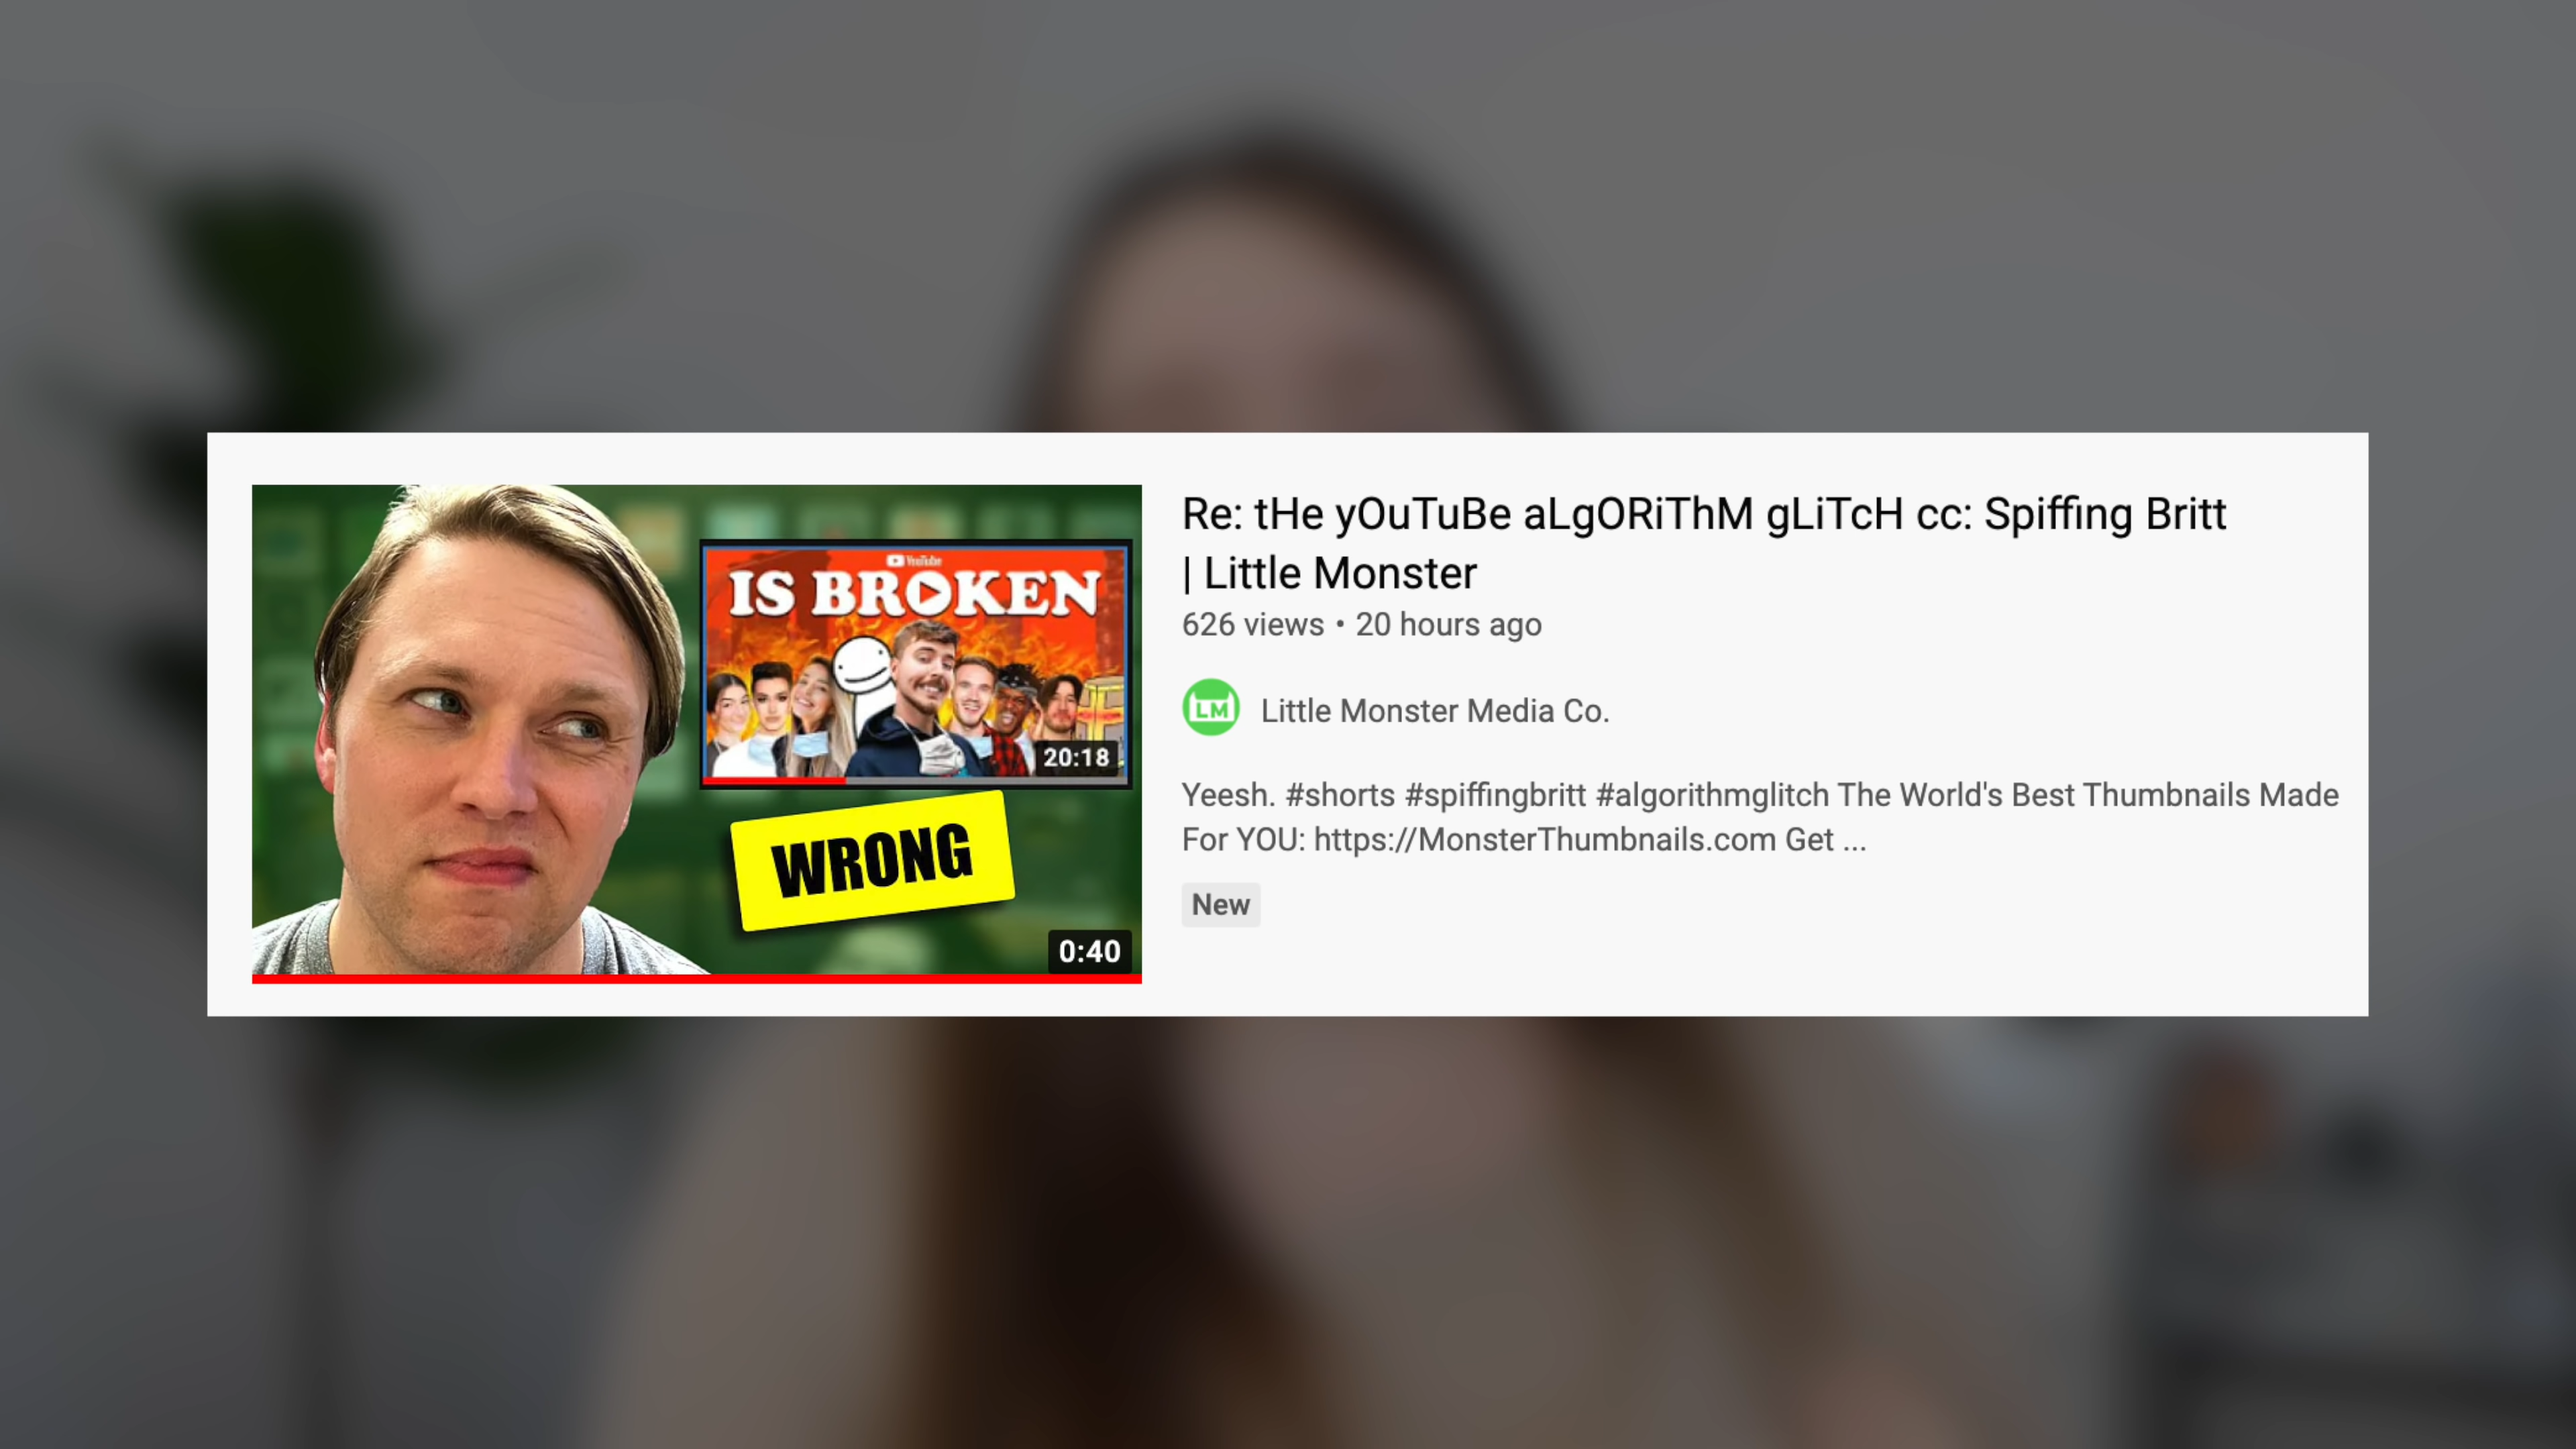 Re: tHe yOuTuBe aLgORiThM gLiTcH cc: Spiffing Britt
| Little Monster
626 views • 20 hours ago
LM
Little Monster Media Co.
Yeesh. #shorts #spiffingbritt #algorithmglitch The World's Best Thumbnails Made
For YOU: https://MonsterThumbnails.com Get ...
New
YouTube
IS BROKEN
20:18
WRONG
0:40